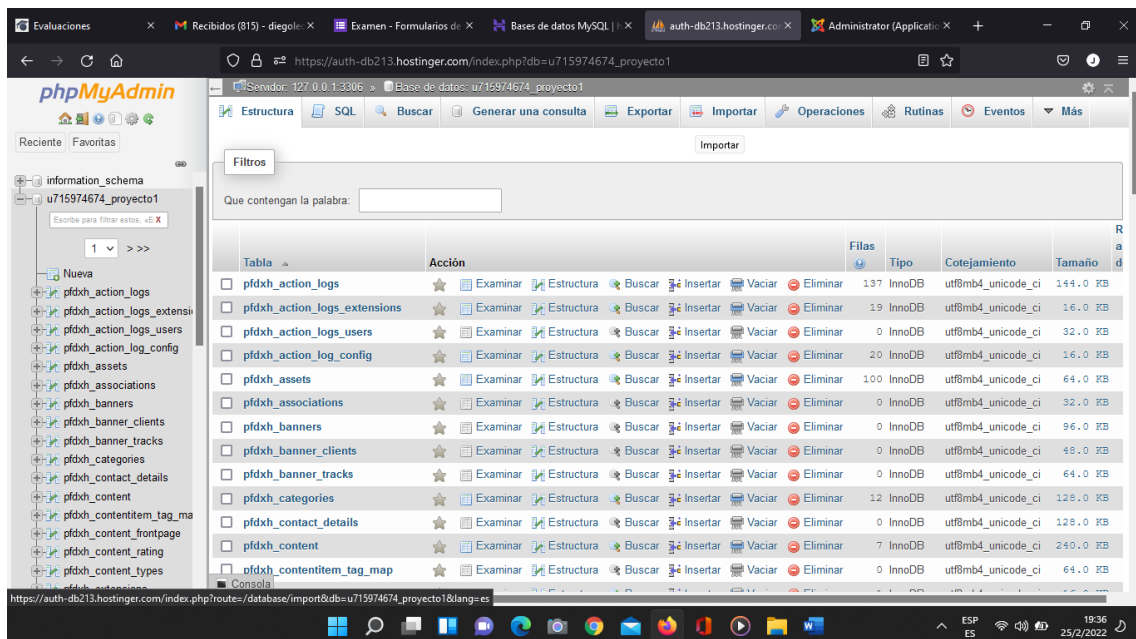 Evaluaciones
Recibidos (815) - diegolec
Examen - Formularios de
Bases de datos MySQL | h
auth-db213.hostinger.con
Administrator (Applicatio
https://auth-db213.hostinger.com/index.php?db=u715974674_proyecto1
phpMyAdmin
Reciente Favoritas
information_schema
u715974674_proyecto1
Escribe para filtrar estos, «E X
1 > >>
Nueva
pfdxh_action_logs
pfdxh_action_logs_extensi
pfdxh_action_logs_users
pfdxh_action_log_config
pfdxh_assets
pfdxh_associations
pfdxh_banners
pfdxh_banner_clients
pfdxh_banner_tracks
pfdxh_categories
pfdxh_contact_details
pfdxh_content
pfdxh_contentitem_tag_ma
pfdxh_content_frontpage
pfdxh_content_rating
pfdxh_content_types
pfdxh_extensions
Servidor: 127.0.0.1:3306 » Base de datos: u715974674_proyecto1
Estructura SQL Buscar Generar una consulta Exportar Importar Operaciones Rutinas Eventos Más
Importar
Filtros
Que contengan la palabra:
Tabla Acción Filas Tipo Cotejamiento Tamaño
pfdxh_action_logs Examinar Estructura Buscar Insertar Vaciar Eliminar 137 InnoDB utf8mb4_unicode_ci 144.0 KB
pfdxh_action_logs_extensions Examinar Estructura Buscar Insertar Vaciar Eliminar 19 InnoDB utf8mb4_unicode_ci 16.0 KB
pfdxh_action_logs_users Examinar Estructura Buscar Insertar Vaciar Eliminar 0 InnoDB utf8mb4_unicode_ci 32.0 KB
pfdxh_action_log_config Examinar Estructura Buscar Insertar Vaciar Eliminar 20 InnoDB utf8mb4_unicode_ci 16.0 KB
pfdxh_assets Examinar Estructura Buscar Insertar Vaciar Eliminar 100 InnoDB utf8mb4_unicode_ci 64.0 KB
pfdxh_associations Examinar Estructura Buscar Insertar Vaciar Eliminar 0 InnoDB utf8mb4_unicode_ci 32.0 KB
pfdxh_banners Examinar Estructura Buscar Insertar Vaciar Eliminar 0 InnoDB utf8mb4_unicode_ci 96.0 KB
pfdxh_banner_clients Examinar Estructura Buscar Insertar Vaciar Eliminar 0 InnoDB utf8mb4_unicode_ci 48.0 KB
pfdxh_banner_tracks Examinar Estructura Buscar Insertar Vaciar Eliminar 0 InnoDB utf8mb4_unicode_ci 64.0 KB
pfdxh_categories Examinar Estructura Buscar Insertar Vaciar Eliminar 12 InnoDB utf8mb4_unicode_ci 128.0 KB
pfdxh_contact_details Examinar Estructura Buscar Insertar Vaciar Eliminar 0 InnoDB utf8mb4_unicode_ci 128.0 KB
pfdxh_content Examinar Estructura Buscar Insertar Vaciar Eliminar 7 InnoDB utf8mb4_unicode_ci 240.0 KB
pfdxh_contentitem_tag_map Examinar Estructura Buscar Insertar Vaciar Eliminar 0 InnoDB utf8mb4_unicode_ci 64.0 KB
Consola
https://auth-db213.hostinger.com/index.php?route=/database/import&db=u715974674_proyecto1&lang=es
ESP
ES
19:36
25/2/2022